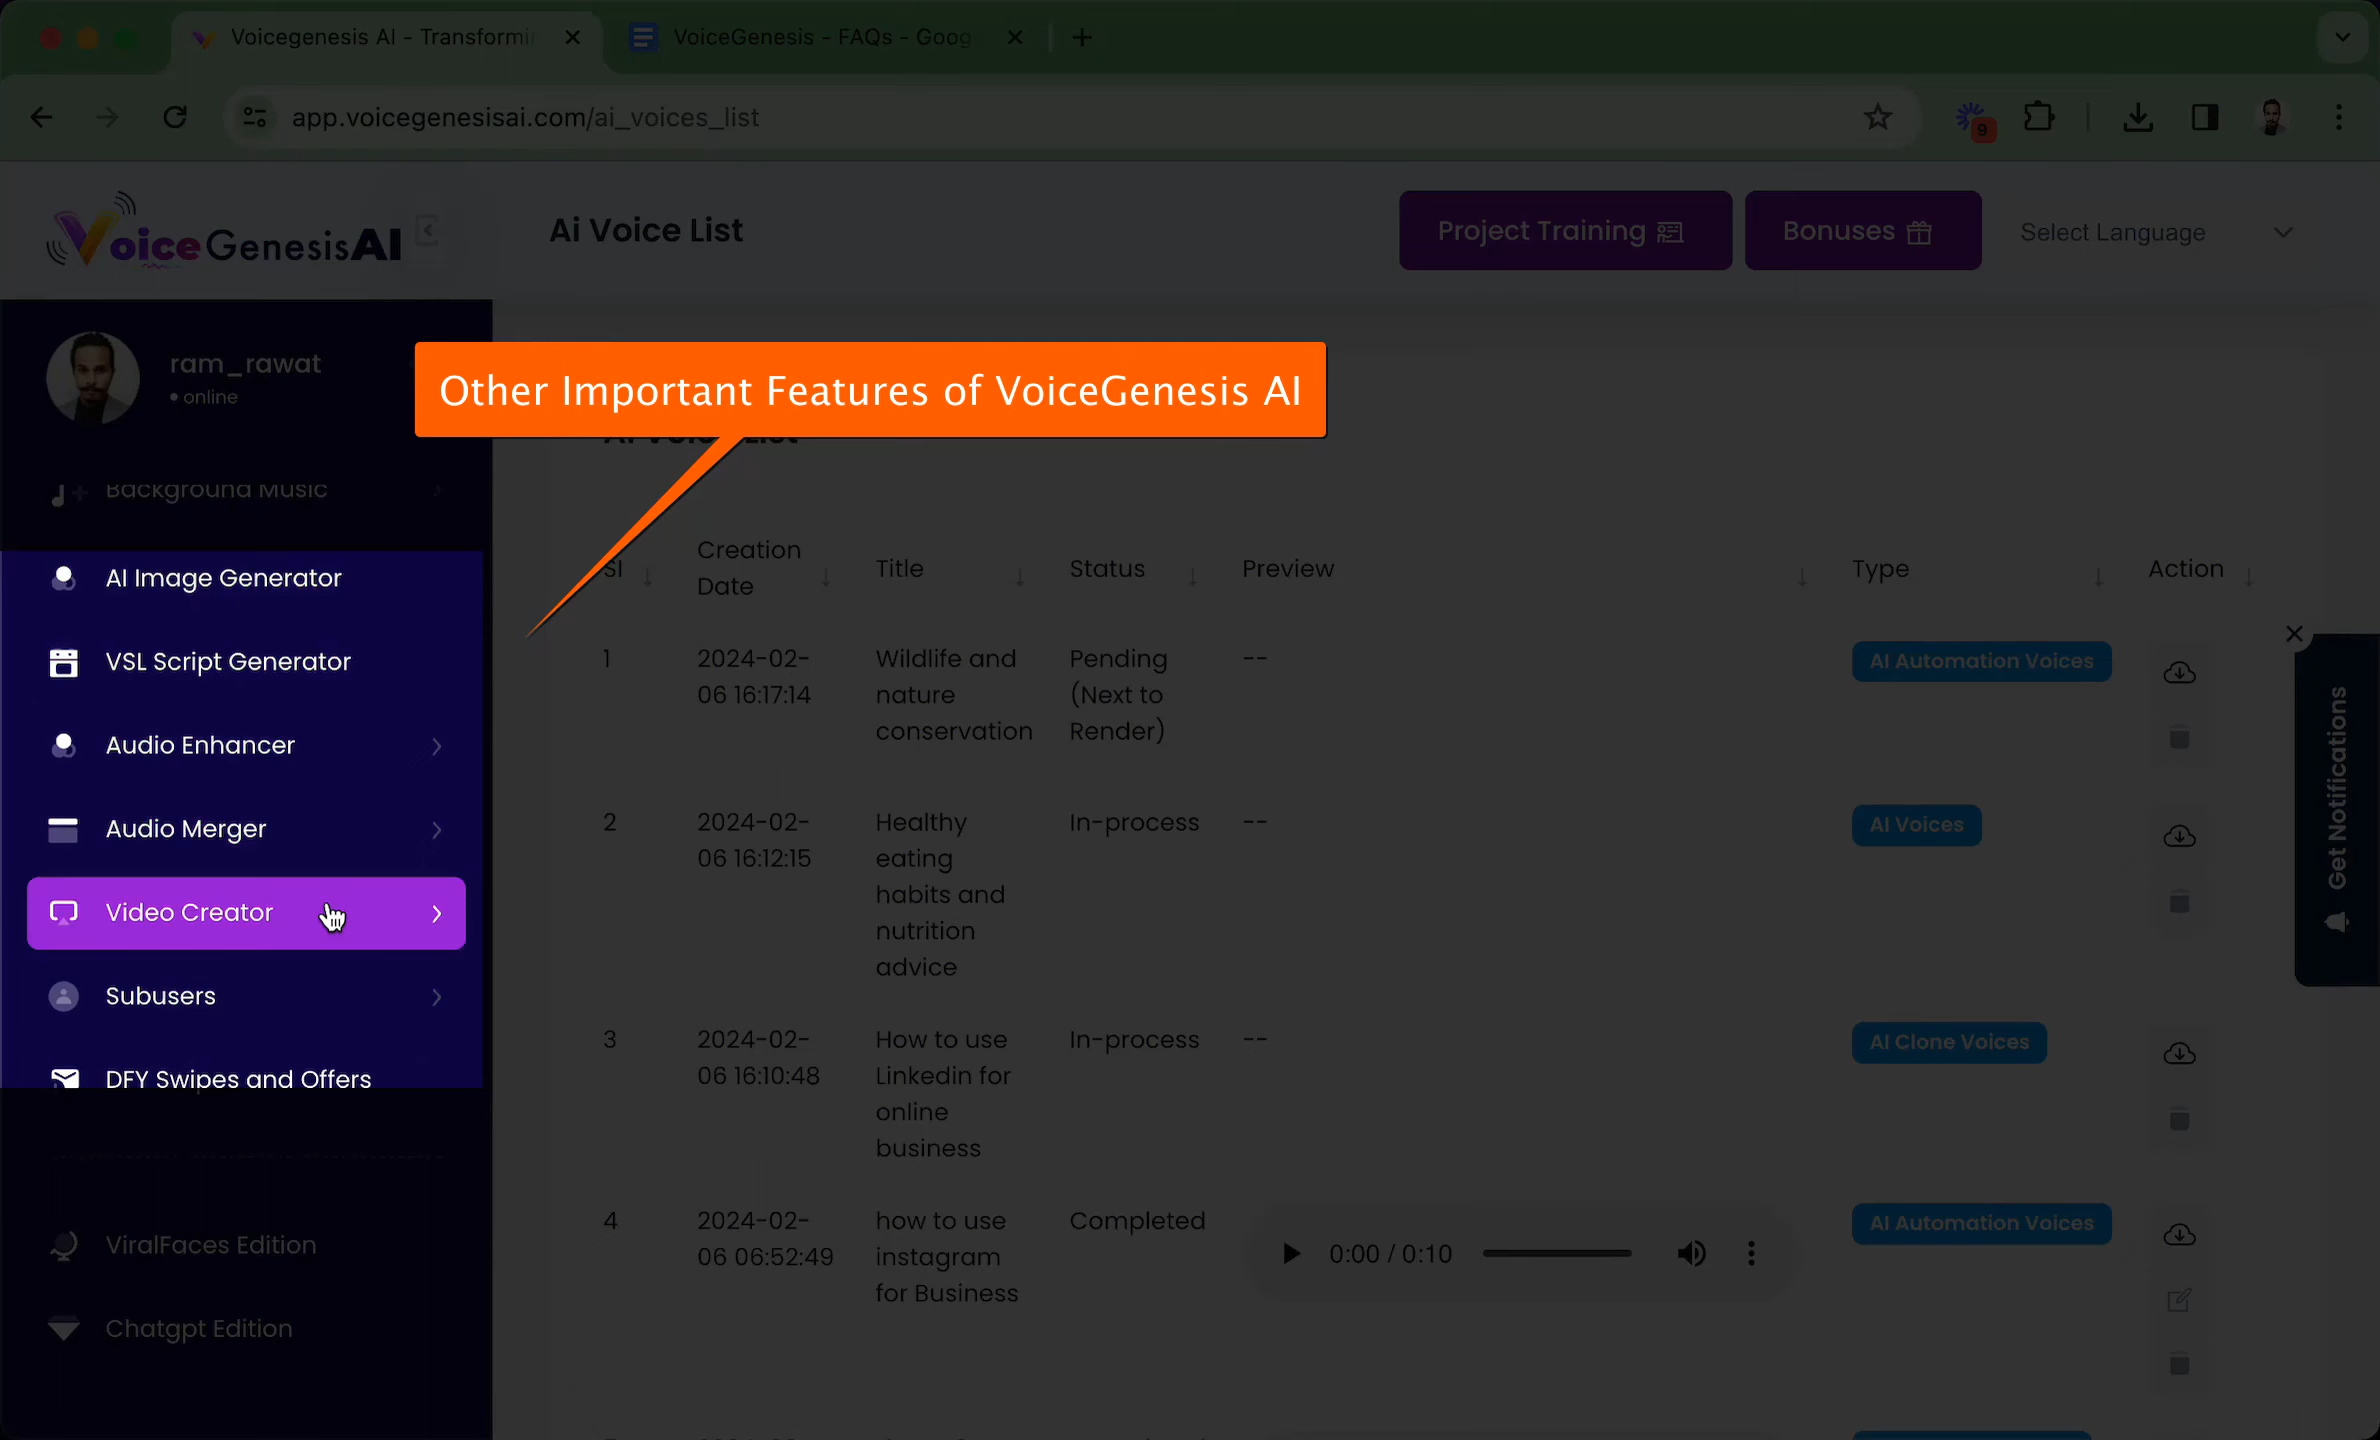 Voicegenesis AI - Transformin
VoiceGenesis - FAQs - Goog
app.voicegenesisai.com/ai_voices_list
9
VoiceGenesisAI
Ai Voice List
Project Training
Bonuses
Select Language
ram_rawat
online
Other Important Features of VoiceGenesis AI
Background Music
AI Image Generator
VSL Script Generator
Audio Enhancer
Audio Merger
Video Creator
Subusers
DFY Swipes and Offers
ViralFaces Edition
Chatgpt Edition
Creation
Date
Title
Status
Preview
Type
Action
1
2024-02-
06 16:17:14
Wildlife and
nature
conservation
Pending
(Next to
Render)
--
AI Automation Voices
2
2024-02-
06 16:12:15
Healthy
eating
habits and
nutrition
advice
In-process
--
AI Voices
3
2024-02-
06 16:10:48
How to use
Linkedin for
online
business
In-process
--
AI Clone Voices
4
2024-02-
06 06:52:49
how to use
instagram
for Business
Completed
0:00 / 0:10
AI Automation Voices
Get Notifications